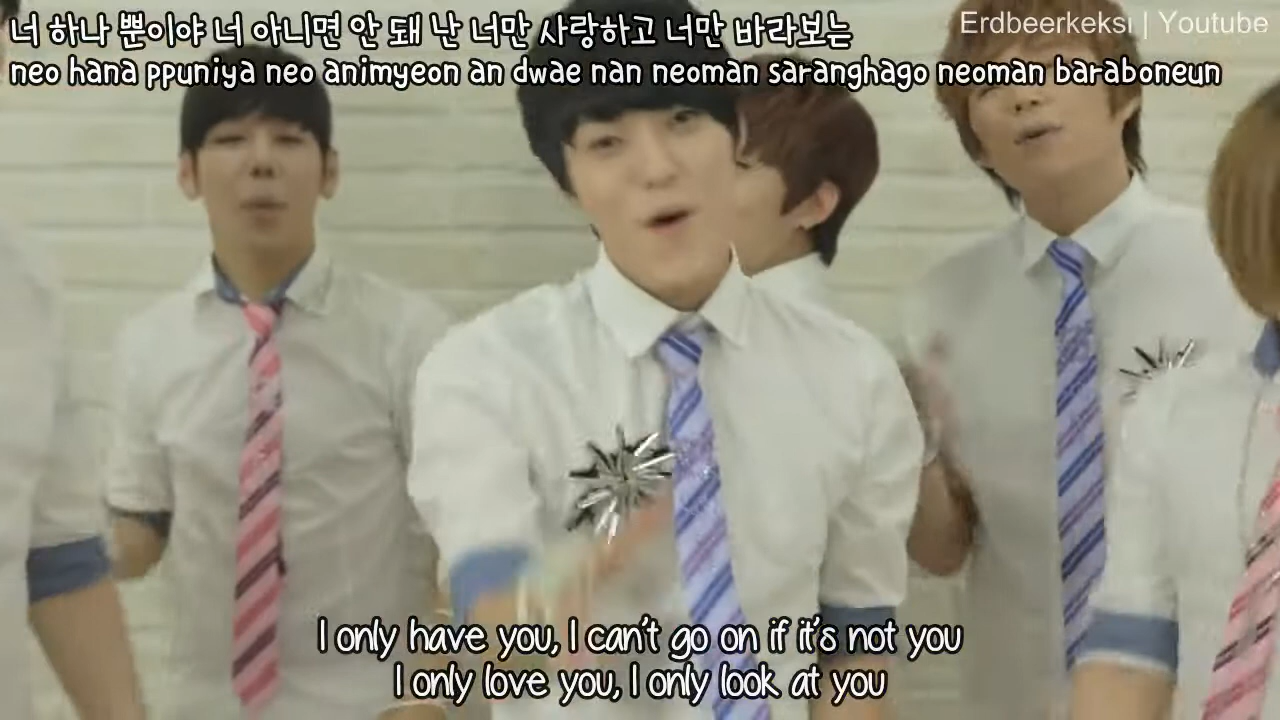 너 하나 뿐이야 너 아니면 안 돼 난 너만 사랑하고 너만 바라보는
Erdbeerkeksi | Youtube
neo hana ppuniya neo animyeon an dwae nan neoman saranghago neoman baraboneun
I only have you, I can't go on if it's not you
I only love you, I only look at you